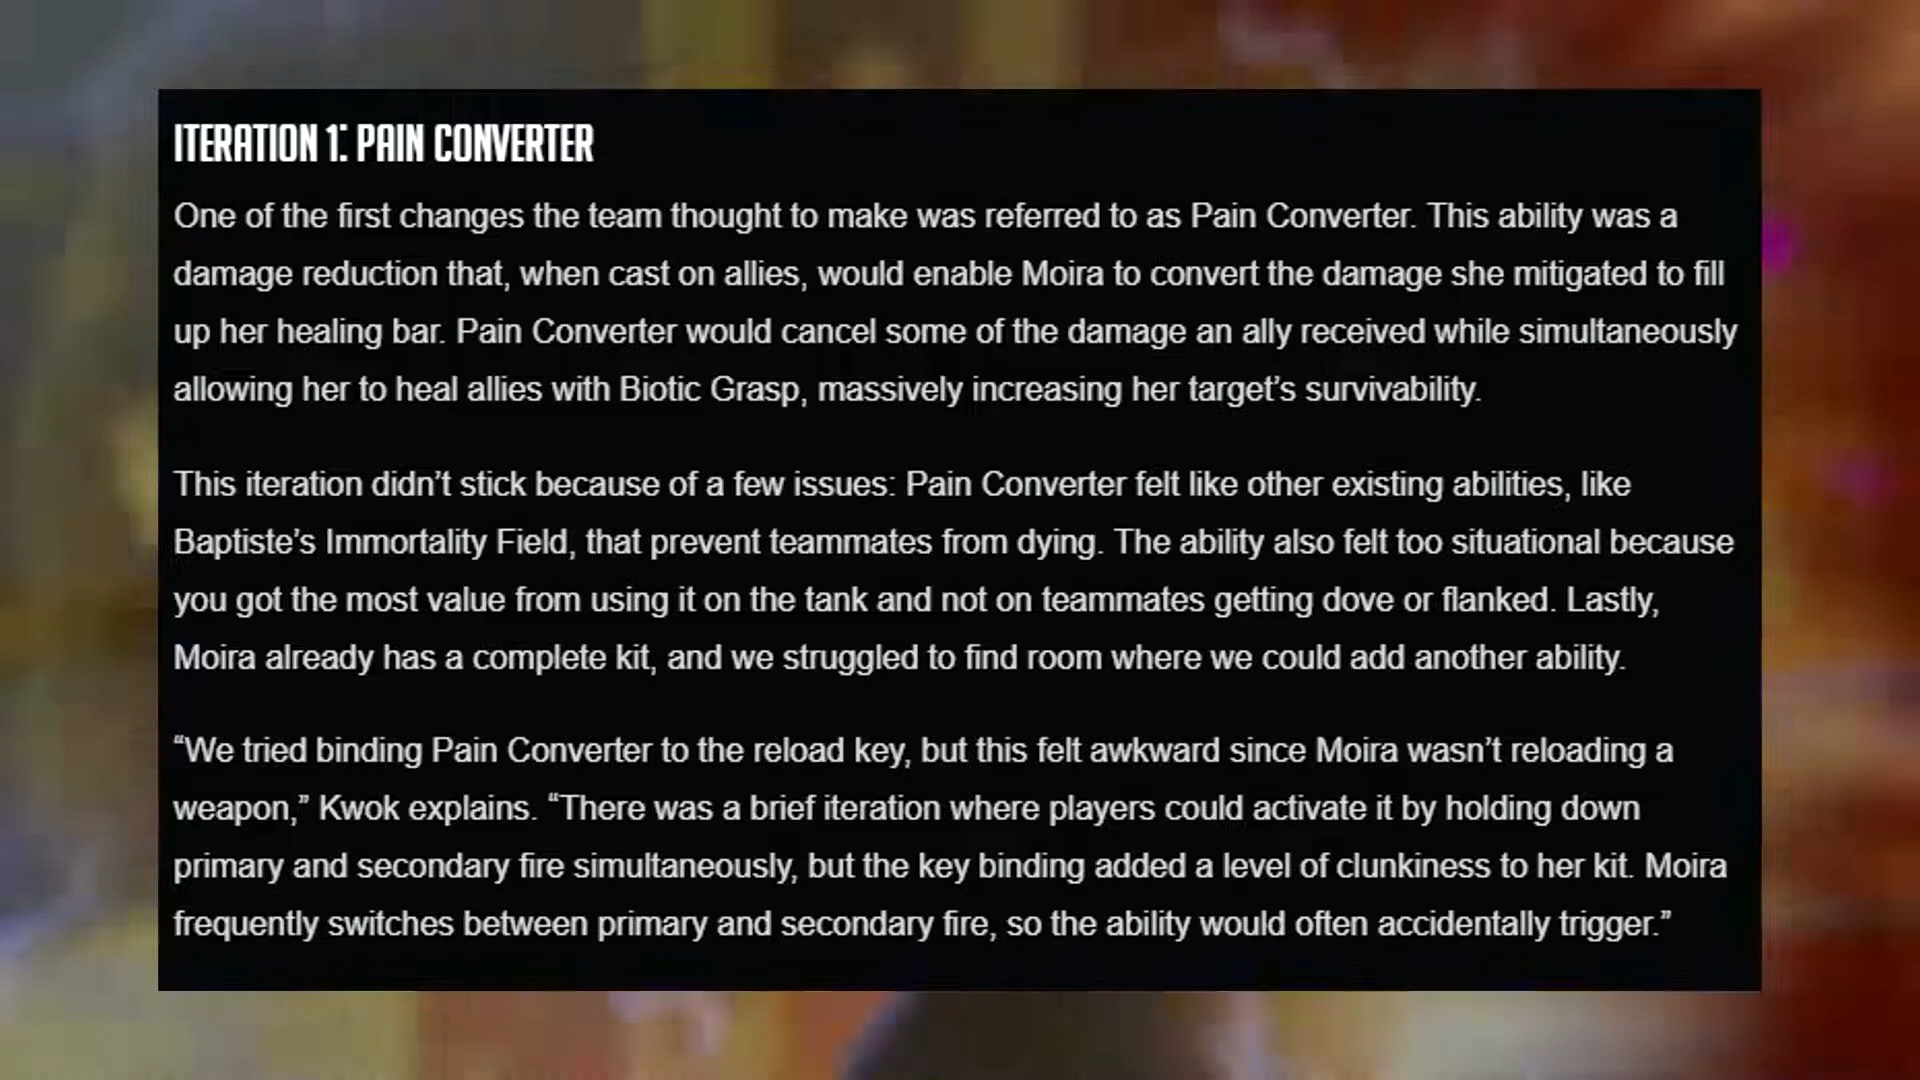 ITERATION 1: PAIN CONVERTER
One of the first changes the team thought to make was referred to as Pain Converter. This ability was a
damage reduction that, when cast on allies, would enable Moira to convert the damage she mitigated to fill
up her healing bar. Pain Converter would cancel some of the damage an ally received while simultaneously
allowing her to heal allies with Biotic Grasp, massively increasing her target’s survivability.
This iteration didn’t stick because of a few issues: Pain Converter felt like other existing abilities, like
Baptiste’s Immortality Field, that prevent teammates from dying. The ability also felt too situational because
you got the most value from using it on the tank and not on teammates getting dove or flanked. Lastly,
Moira already has a complete kit, and we struggled to find room where we could add another ability.
“We tried binding Pain Converter to the reload key, but this felt awkward since Moira wasn’t reloading a
weapon,” Kwok explains. “There was a brief iteration where players could activate it by holding down
primary and secondary fire simultaneously, but the key binding added a level of clunkiness to her kit. Moira
frequently switches between primary and secondary fire, so the ability would often accidentally trigger.”